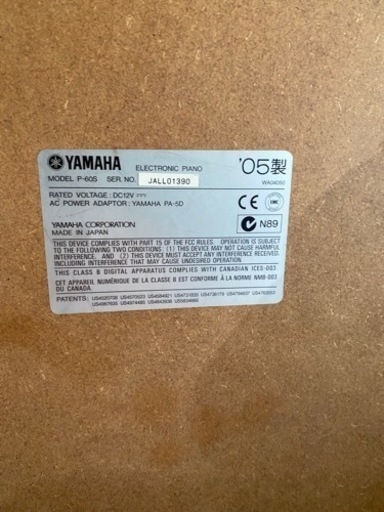 YAMAHA ELECTRONIC PIANO '05製
MODEL P-60S SER. NO. JALL01390
WA04050
RATED VOLTAGE : DC12V
AC POWER ADAPTOR : YAMAHA PA-5D
CE
YAMAHA CORPORATION
MADE IN JAPAN
N89
THIS DEVICE COMPLIES WITH PART 15 OF THE FCC RULES. OPERATION IS SUBJECT
TO THE FOLLOWING TWO CONDITIONS: (1) THIS DEVICE MAY NOT CAUSE HARMFUL
INTERFERENCE, AND (2) THIS DEVICE MUST ACCEPT ANY INTERFERENCE RECEIVED,
INCLUDING INTERFERENCE THAT MAY CAUSE UNDESIRED OPERATION.
THIS CLASS B DIGITAL APPARATUS COMPLIES WITH CANADIAN ICES-003.
CET APPAREIL NUMÉRIQUE DE LA CLASSE B EST CONFORME À LA NORME NMB-003
DU CANADA.
PATENTS: